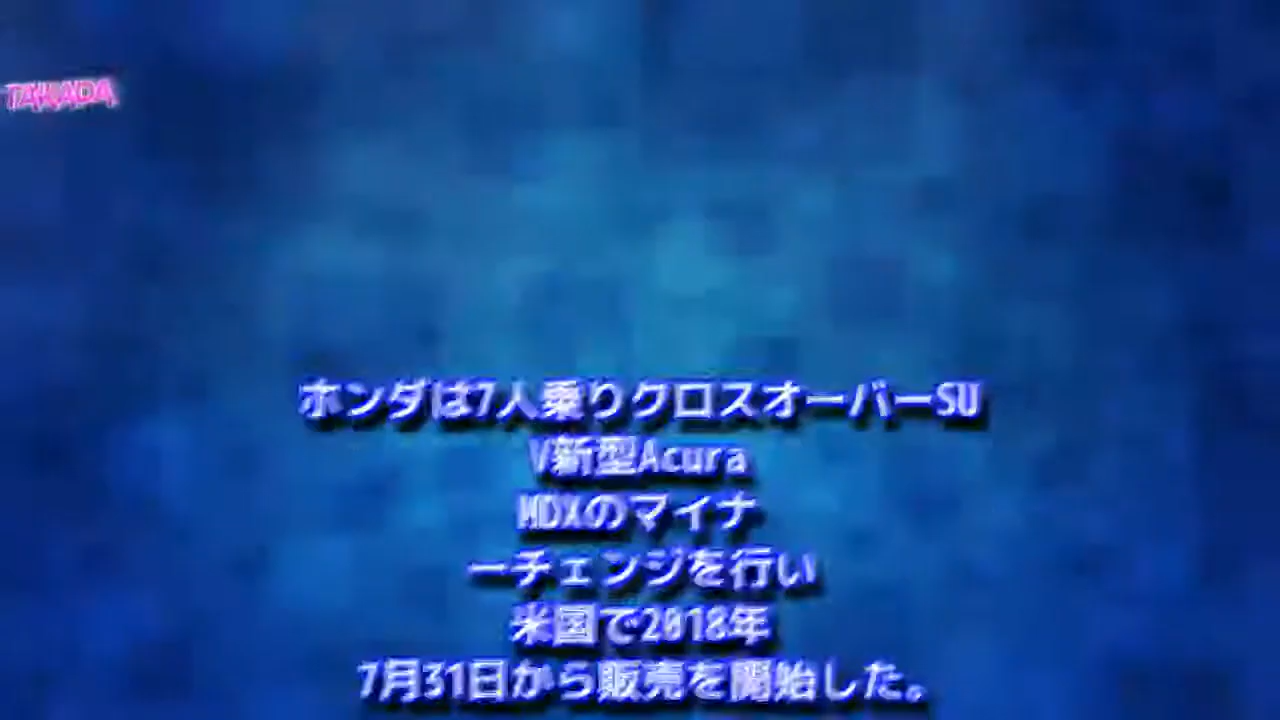 TAKADA
ホンダは7人乗りクロスオーバーSU
V新型Acura
MDXのマイナ
ーチェンジを行い
米国で2018年
7月31日から販売を開始した。